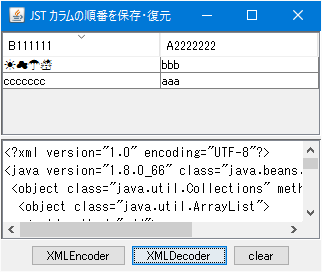 JST カラムの順番を保存・復元
B111111 A2222222
☀☁☂☃ bbb
ccccccc aaa
<?xml version="1.0" encoding="UTF-8"?>
<java version="1.8.0_66" class="java.beans.
<object class="java.util.Collections" meth
<object class="java.util.ArrayList">
XMLEncoder XMLDecoder clear